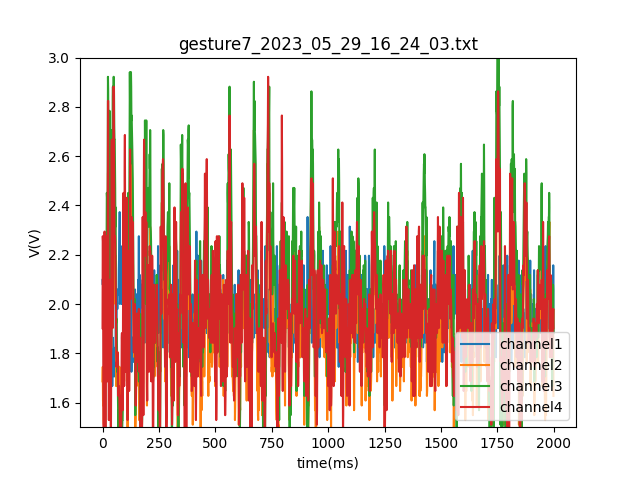 gesture7_2023_05_29_16_24_03.txt
3.0
2.8
2.6
2.4
2.2
2.0
1.8
1.6
V(V)
channel1
channel2
channel3
channel4
0 250 500 750 1000 1250 1500 1750 2000
time(ms)